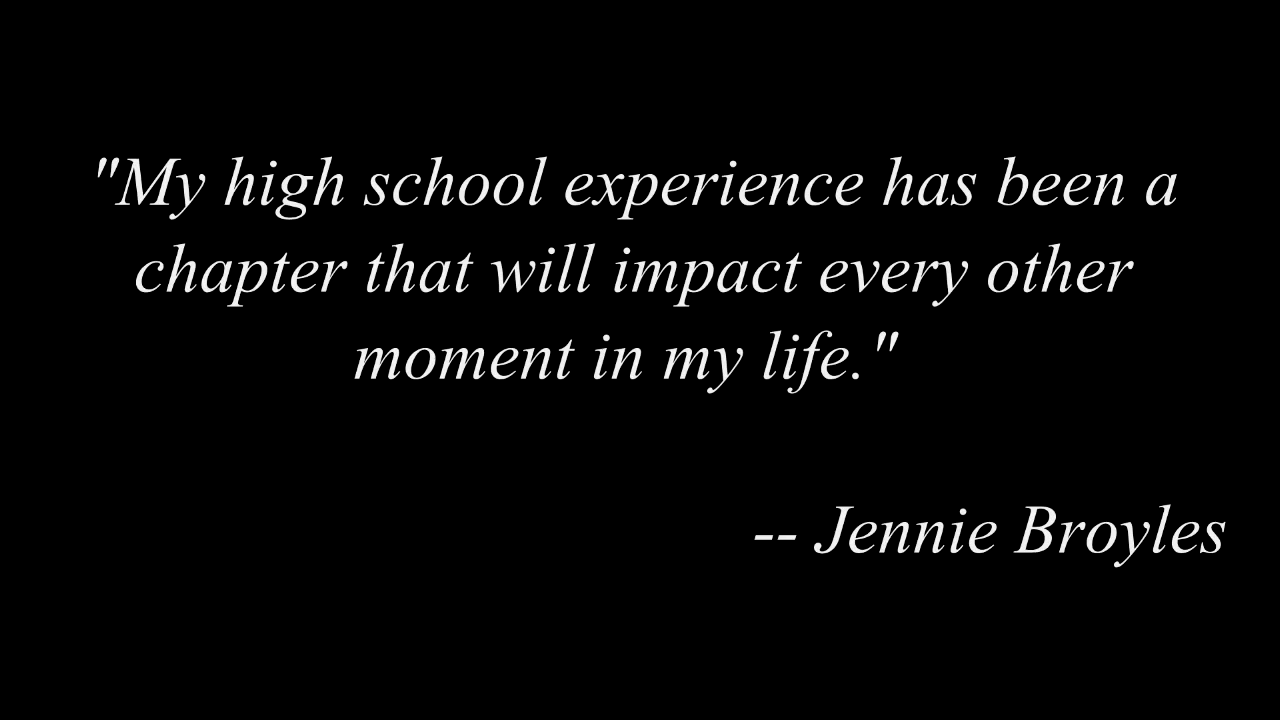 "My high school experience has been a
chapter that will impact every other
moment in my life."
-- Jennie Broyles